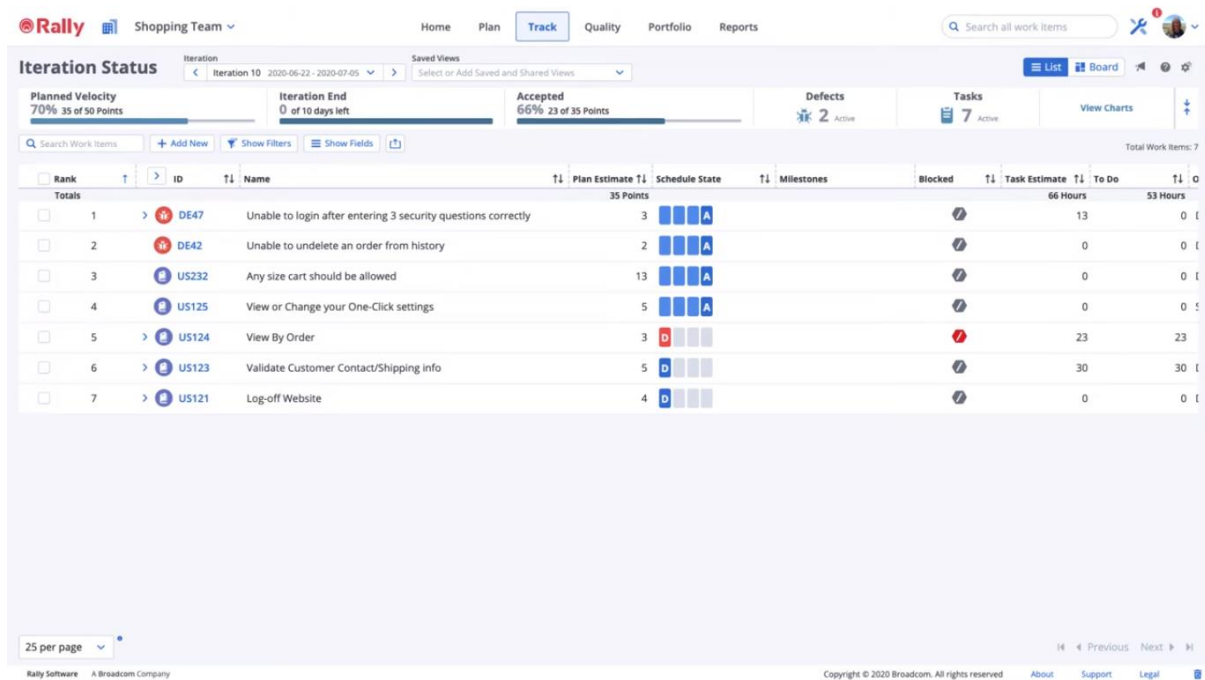 Rally Shopping Team Home Plan Track Quality Portfolio Reports Search all work items
Iteration Status
Iteration
Iteration 10 2020-06-22 - 2020-07-05
Saved Views
Select or Add Saved and Shared Views
List Board
Planned Velocity
70% 35 of 50 Points
Iteration End
0 of 10 days left
Accepted
66% 23 of 35 Points
Defects
2 Active
Tasks
7 Active
View Charts
Search Work Items + Add New Show Filters Show Fields Total Work Items: 7
Rank ID Name Plan Estimate Schedule State Milestones Blocked Task Estimate To Do O
Totals 35 Points 66 Hours 53 Hours
1 DE47 Unable to login after entering 3 security questions correctly 3 A 13 0
2 DE42 Unable to undelete an order from history 2 A 0 0
3 US232 Any size cart should be allowed 13 A 0 0
4 US125 View or Change your One-Click settings 5 A 0 0 S
5 US124 View By Order 3 D 23 23
6 US123 Validate Customer Contact/Shipping info 5 D 30 30
7 US121 Log-off Website 4 D 0 0
25 per page Previous Next
Rally Software A Broadcom Company Copyright © 2020 Broadcom. All rights reserved About Support Legal